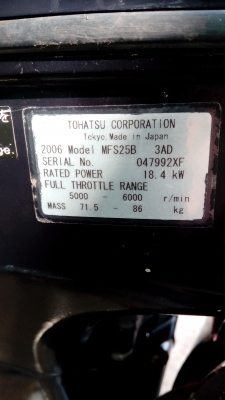 TOHATSU CORPORATION
Tokyo, Made in Japan
2006 Model MFS25B 3AD
SERIAL No. 047992XF
RATED POWER 18.4 kW
FULL THROTTLE RANGE
5000 - 6000 r/min
MASS 71.5 - 86 kg
ge.